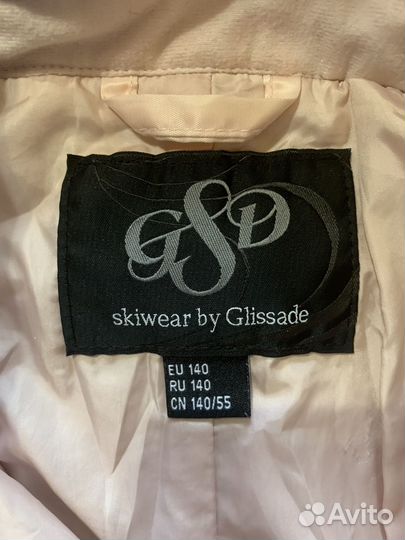 GSD
skiwear by Glissade
EU 140
RU 140
CN 140/55
Avito